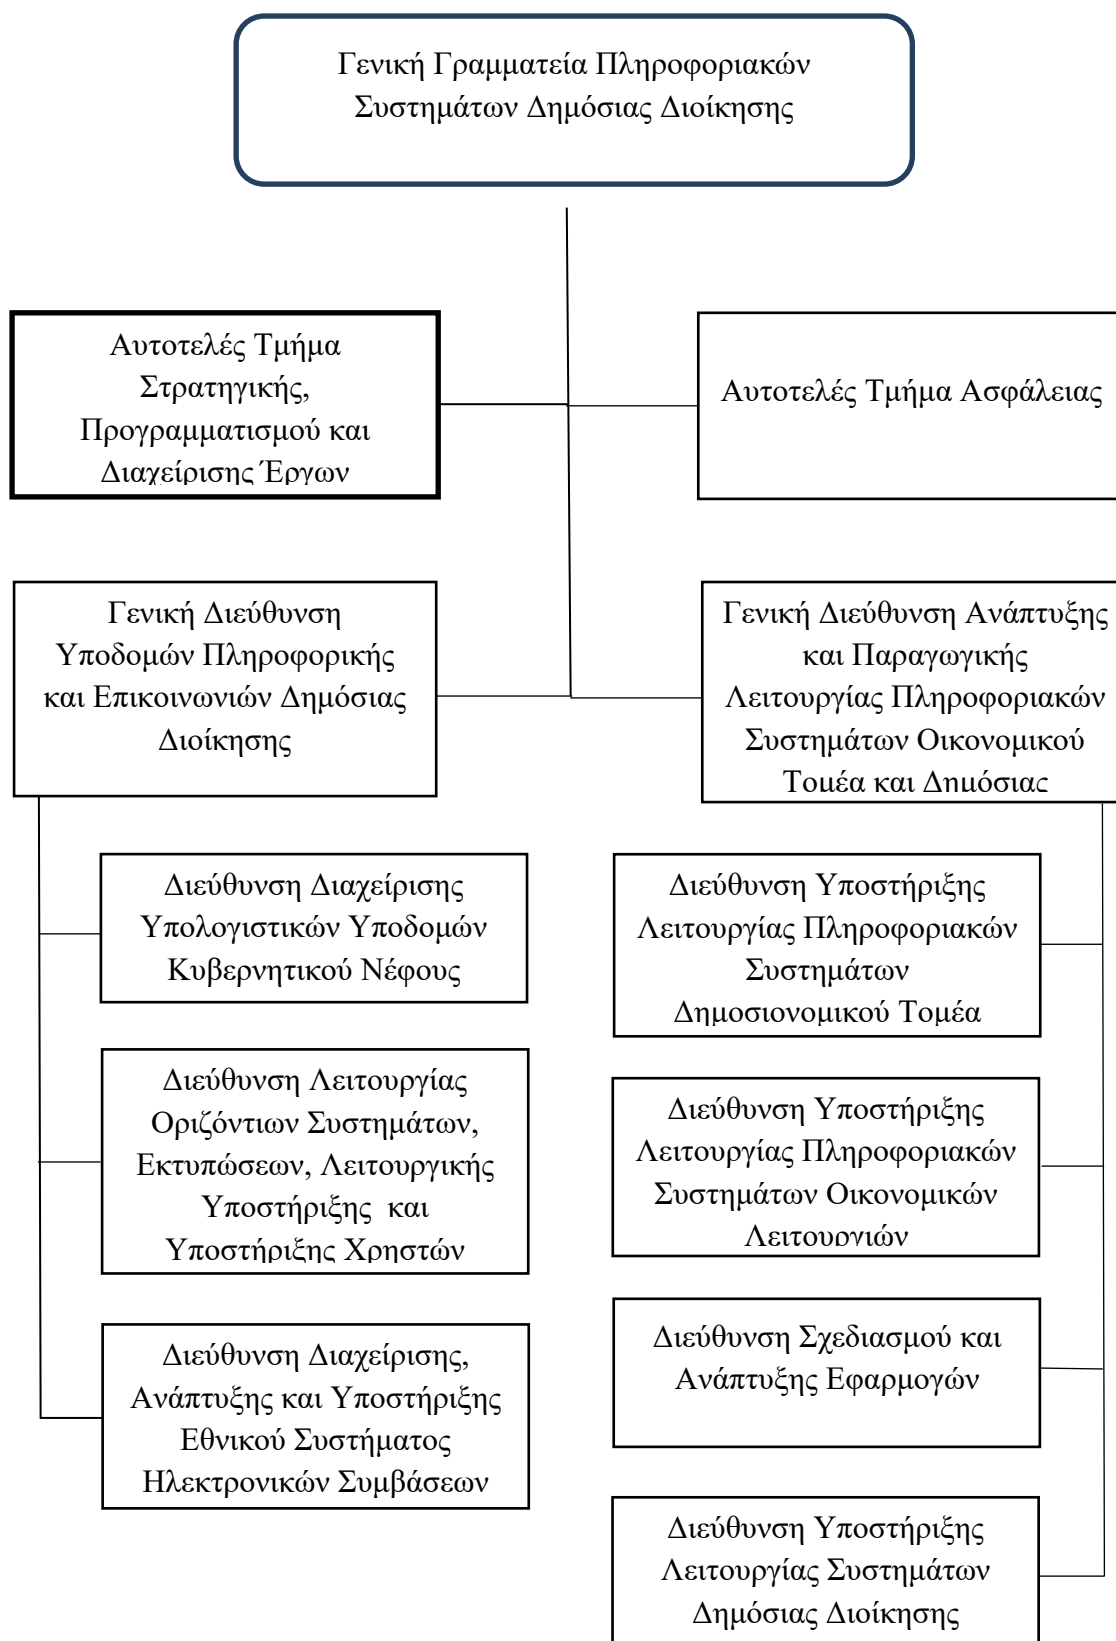 Γενική Γραμματεία Πληροφοριακών
Συστημάτων Δημόσιας Διοίκησης
Αυτοτελές Τμήμα
Στρατηγικής,
Προγραμματισμού και
Διαχείρισης Έργων
Αυτοτελές Τμήμα Ασφάλειας
Γενική Διεύθυνση
Υποδομών Πληροφορικής
και Επικοινωνιών Δημόσιας
Διοίκησης
Γενική Διεύθυνση Ανάπτυξης
και Παραγωγικής
Λειτουργίας Πληροφοριακών
Συστημάτων Οικονομικού
Τομέα και Δημόσιας
Διεύθυνση Διαχείρισης
Υπολογιστικών Υποδομών
Κυβερνητικού Νέφους
Διεύθυνση Λειτουργίας
Οριζόντιων Συστημάτων,
Εκτυπώσεων, Λειτουργικής
Υποστήριξης και
Υποστήριξης Χρηστών
Διεύθυνση Διαχείρισης,
Ανάπτυξης και Υποστήριξης
Εθνικού Συστήματος
Ηλεκτρονικών Συμβάσεων
Διεύθυνση Υποστήριξης
Λειτουργίας Πληροφοριακών
Συστημάτων
Δημοσιονομικού Τομέα
Διεύθυνση Υποστήριξης
Λειτουργίας Πληροφοριακών
Συστημάτων Οικονομικών
Λειτουργιών
Διεύθυνση Σχεδιασμού και
Ανάπτυξης Εφαρμογών
Διεύθυνση Υποστήριξης
Λειτουργίας Συστημάτων
Δημόσιας Διοίκησης